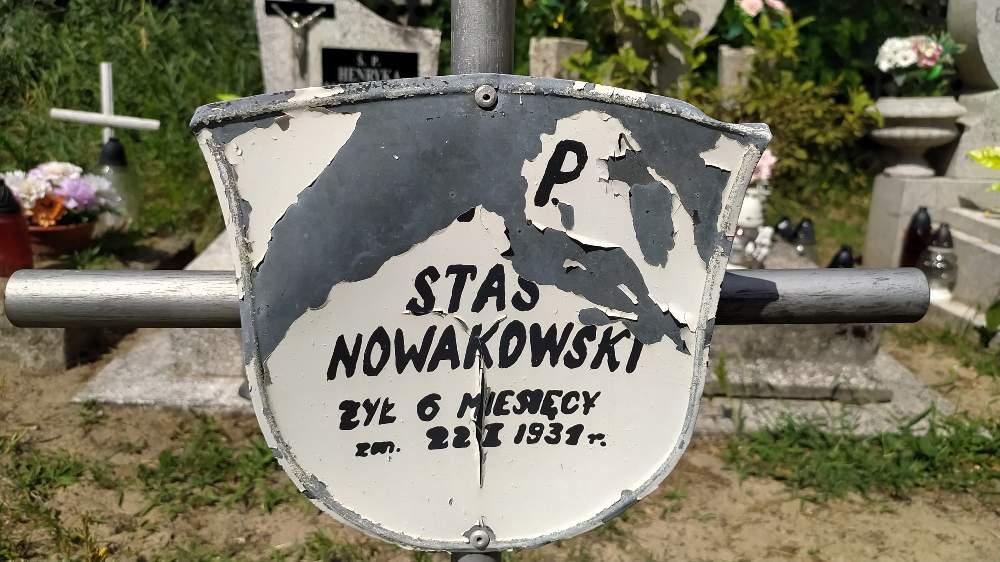 Ś. P.
HENRYKA
P.
STAŚ
NOWAKOWSKI
ŻYŁ 6 MIESIĘCY
zm. 22 II 1931 r.